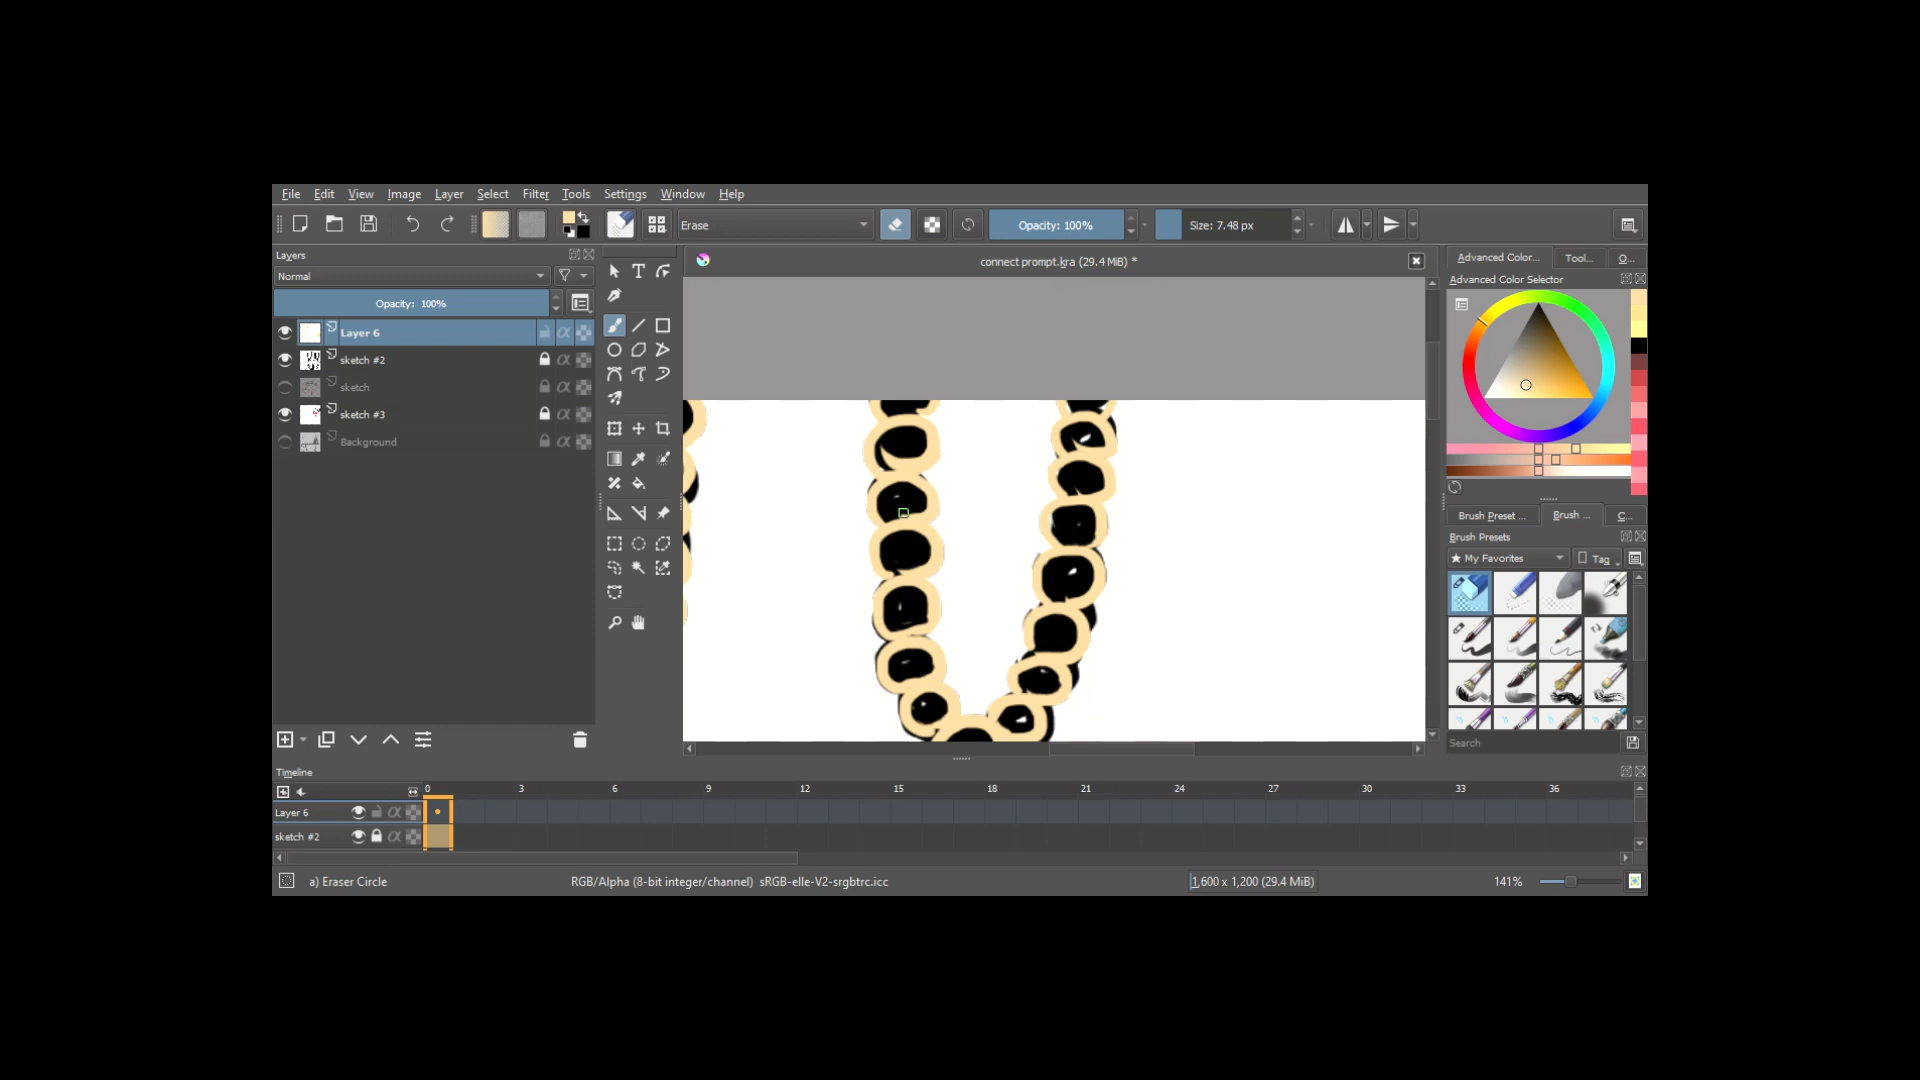 File Edit View Image Layer Select Filter Tools Settings Window Help
Erase
Opacity: 100%
Size: 7.48 px
Layers
connect prompt.kra (29.4 MiB) *
Advanced Color... Tool... O...
Normal
Advanced Color Selector
Opacity: 100%
Layer 6
sketch #2
sketch
sketch #3
Background
Brush Preset ... Brush ... C...
Brush Presets
My Favorites Tag
Search
Timeline
0 3 6 9 12 15 18 21 24 27 30 33 36
Layer 6
sketch #2
a) Eraser Circle
RGB/Alpha (8-bit integer/channel) sRGB-elle-V2-srgbtrc.icc
1,600 x 1,200 (29.4 MiB)
141%